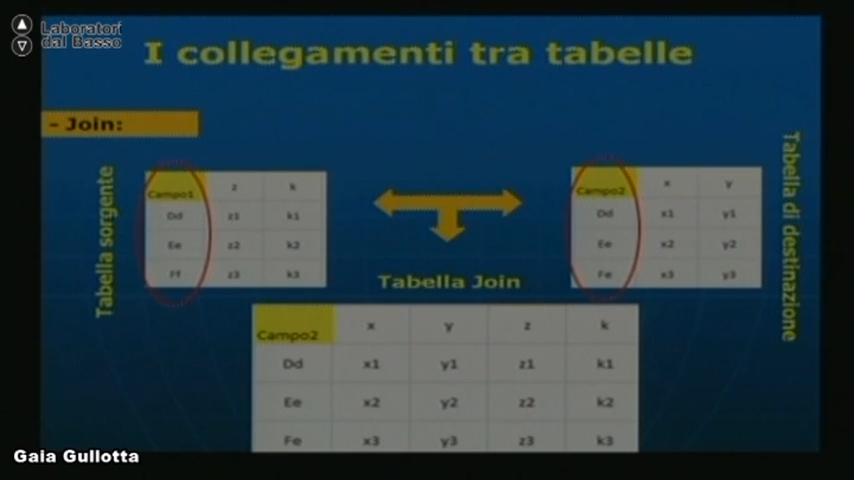 Laboratori
dal Basso
I collegamenti tra tabelle
- Join:
Tabella sorgente
Campo1 z k
Dd z1 k1
Ee z2 k2
Ff z3 k3
Campo2 x y
Dd x1 y1
Ee x2 y2
Fe x3 y3
Tabella di destinazione
Tabella Join
Campo2 x y z k
Dd x1 y1 z1 k1
Ee x2 y2 z2 k2
Fe x3 y3 z3 k3
Gaia Gullotta